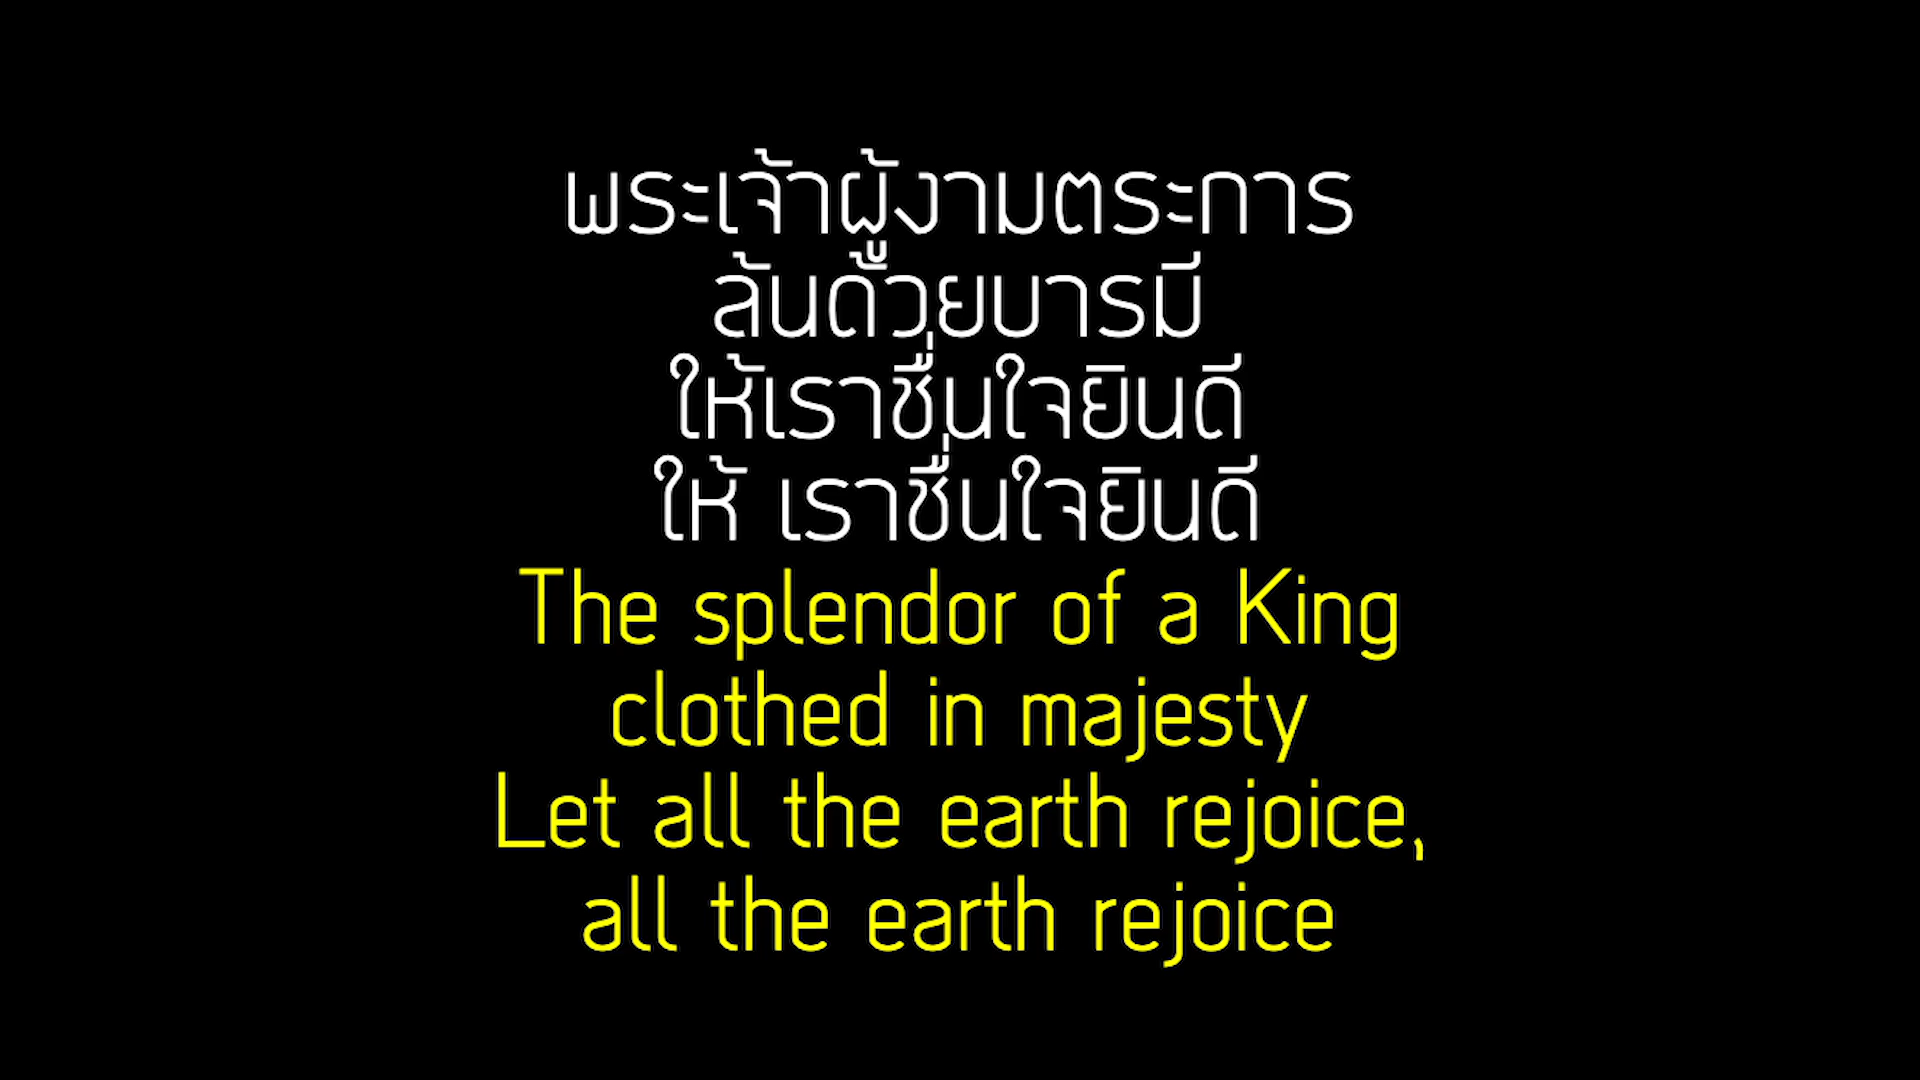 พระเจ้าผู้งามตระการ
ล้นด้วยบารมี
ให้เราชื่นใจยินดี
ให้ เราชื่นใจยินดี
The splendor of a King
clothed in majesty
Let all the earth rejoice,
all the earth rejoice